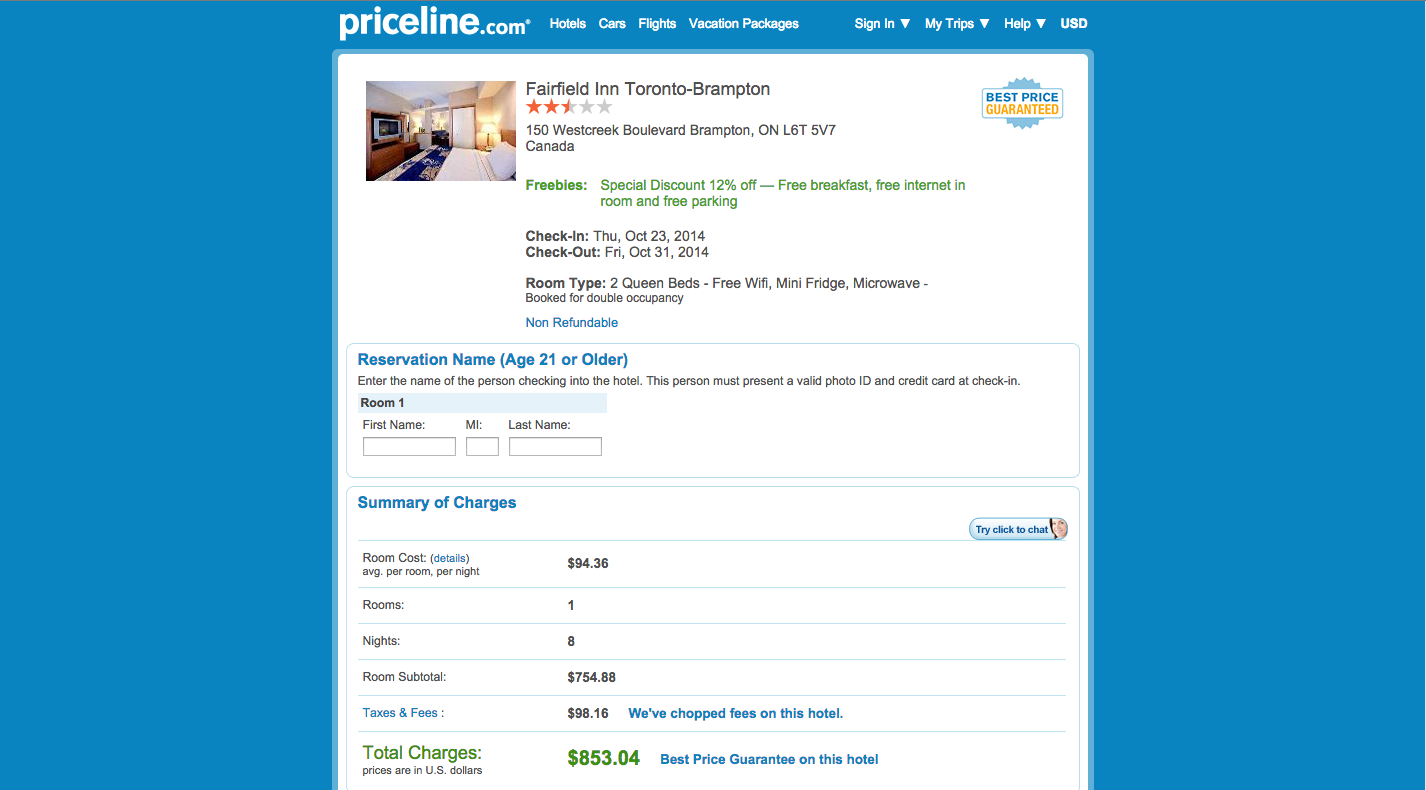 priceline.com® Hotels Cars Flights Vacation Packages Sign In ▼ My Trips ▼ Help ▼ USD
Fairfield Inn Toronto-Brampton
BEST PRICE
GUARANTEED
150 Westcreek Boulevard Brampton, ON L6T 5V7
Canada
Freebies: Special Discount 12% off — Free breakfast, free internet in
room and free parking
Check-In: Thu, Oct 23, 2014
Check-Out: Fri, Oct 31, 2014
Room Type: 2 Queen Beds - Free Wifi, Mini Fridge, Microwave -
Booked for double occupancy
Non Refundable
Reservation Name (Age 21 or Older)
Enter the name of the person checking into the hotel. This person must present a valid photo ID and credit card at check-in.
Room 1
First Name: MI: Last Name:
Summary of Charges
Try click to chat
Room Cost: (details) $94.36
avg. per room, per night
Rooms: 1
Nights: 8
Room Subtotal: $754.88
Taxes & Fees : $98.16 We've chopped fees on this hotel.
Total Charges: $853.04 Best Price Guarantee on this hotel
prices are in U.S. dollars